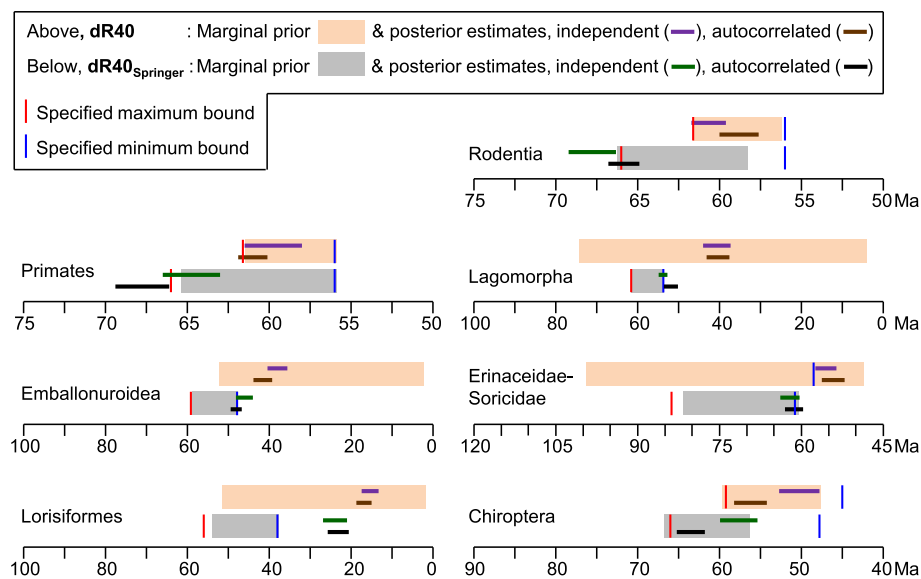 Above, dR40 : Marginal prior & posterior estimates, independent ( ), autocorrelated ( )
Below, dR40Springer : Marginal prior & posterior estimates, independent ( ), autocorrelated ( )
Specified maximum bound
Specified minimum bound
Rodentia
75 70 65 60 55 50 Ma
Primates
75 70 65 60 55 50
Lagomorpha
100 80 60 40 20 0 Ma
Emballonuroidea
100 80 60 40 20 0
Erinaceidae-
Soricidae
120 105 90 75 60 45 Ma
Lorisiformes
100 80 60 40 20 0
Chiroptera
90 80 70 60 50 40 Ma